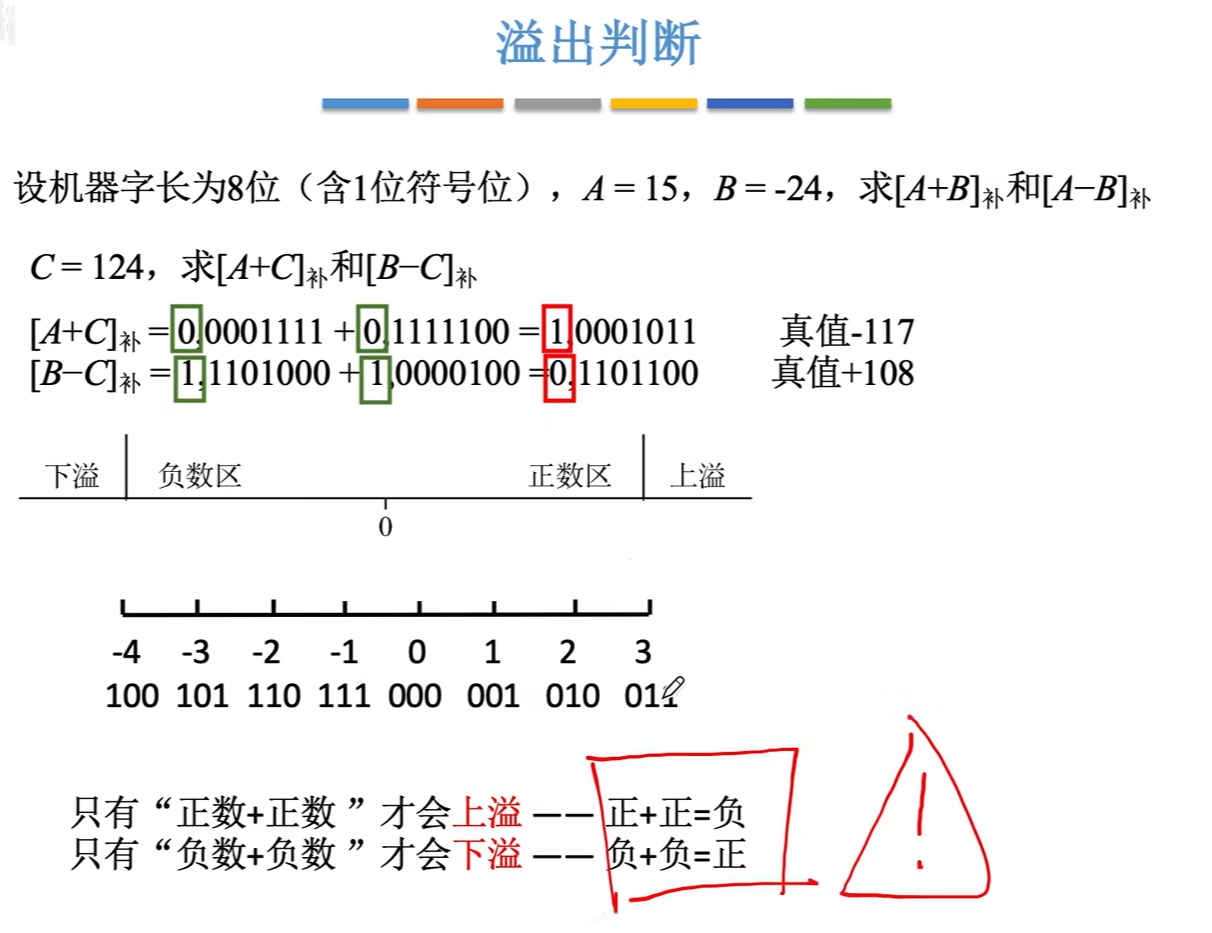 溢出判断
设机器字长为8位（含1位符号位），A = 15，B = -24，求[A+B]补和[A−B]补
C = 124，求[A+C]补和[B−C]补
[A+C]补 = 0,0001111 + 0,1111100 = 1,0001011 真值-117
[B−C]补 = 1,1101000 + 1,0000100 =0,1101100 真值+108
下溢 负数区 正数区 上溢
0
-4 -3 -2 -1 0 1 2 3
100 101 110 111 000 001 010 011
只有“正数+正数 ”才会上溢 —— 正+正=负
只有“负数+负数 ”才会下溢 —— 负+负=正
!